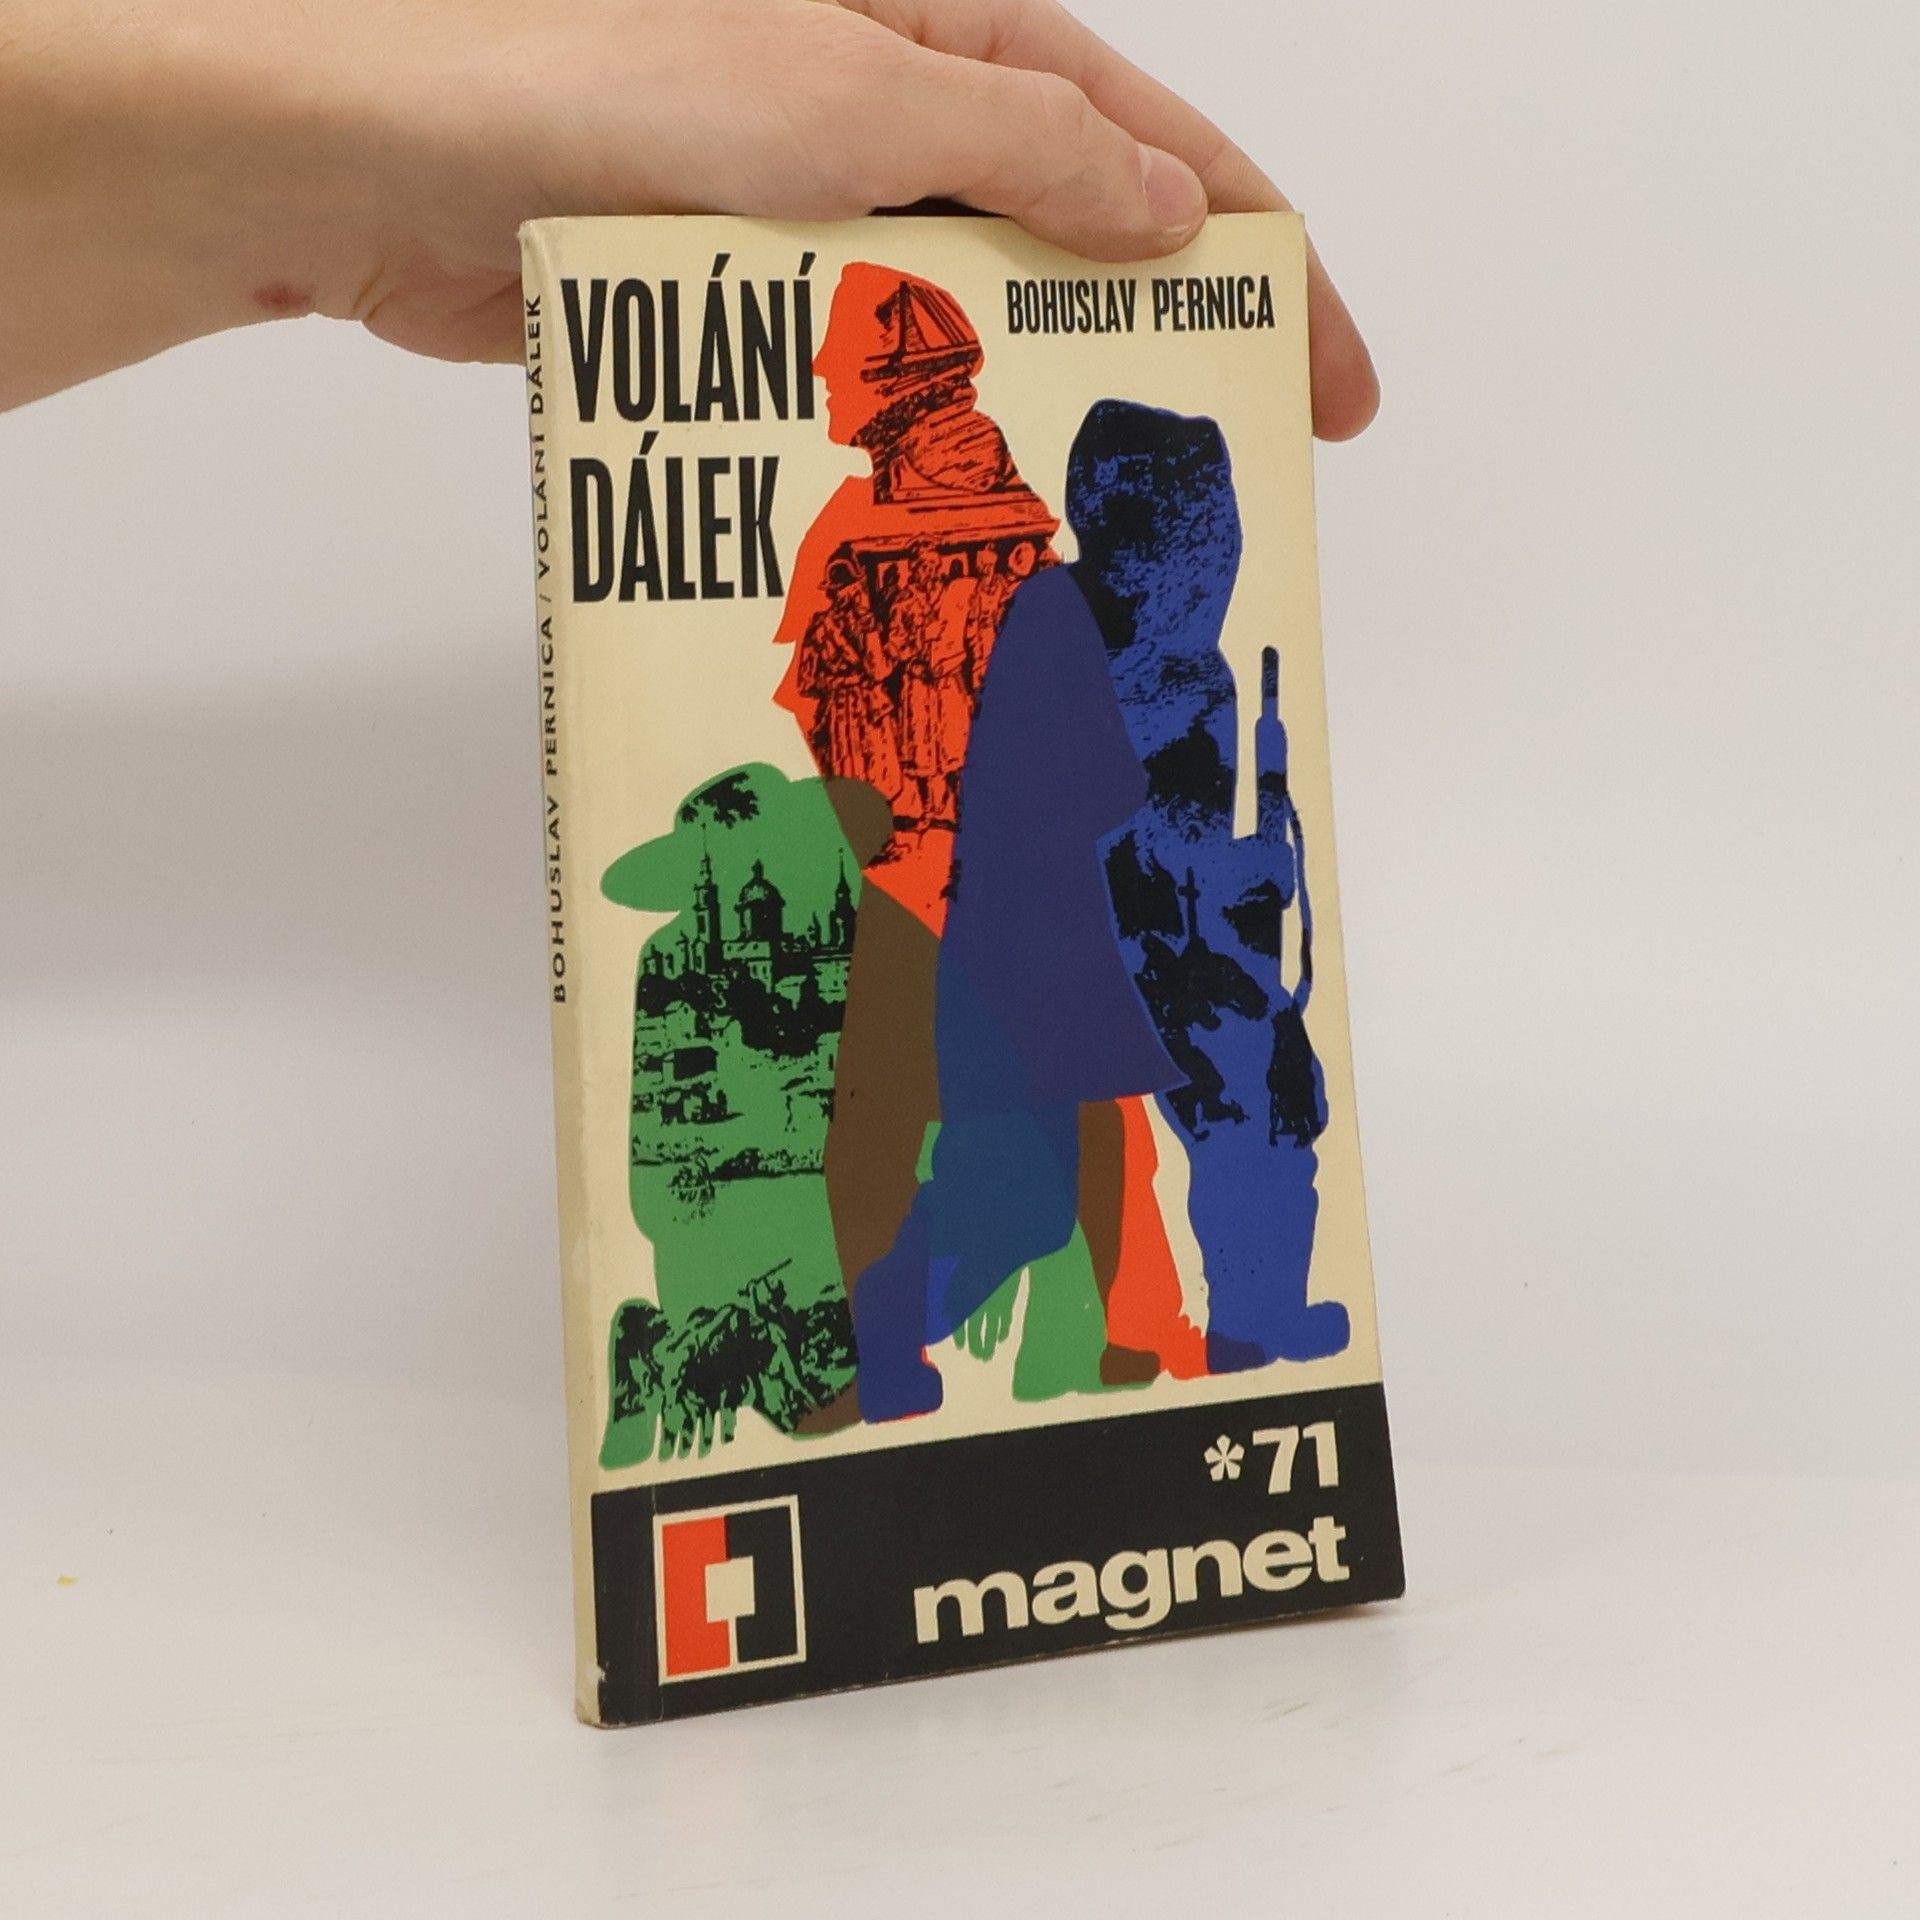 VOLÁNÍ
DÁLEK
BOHUSLAV PERNICA
BOHUSLAV PERNICA / VOLÁNÍ DÁLEK
*71
magnet